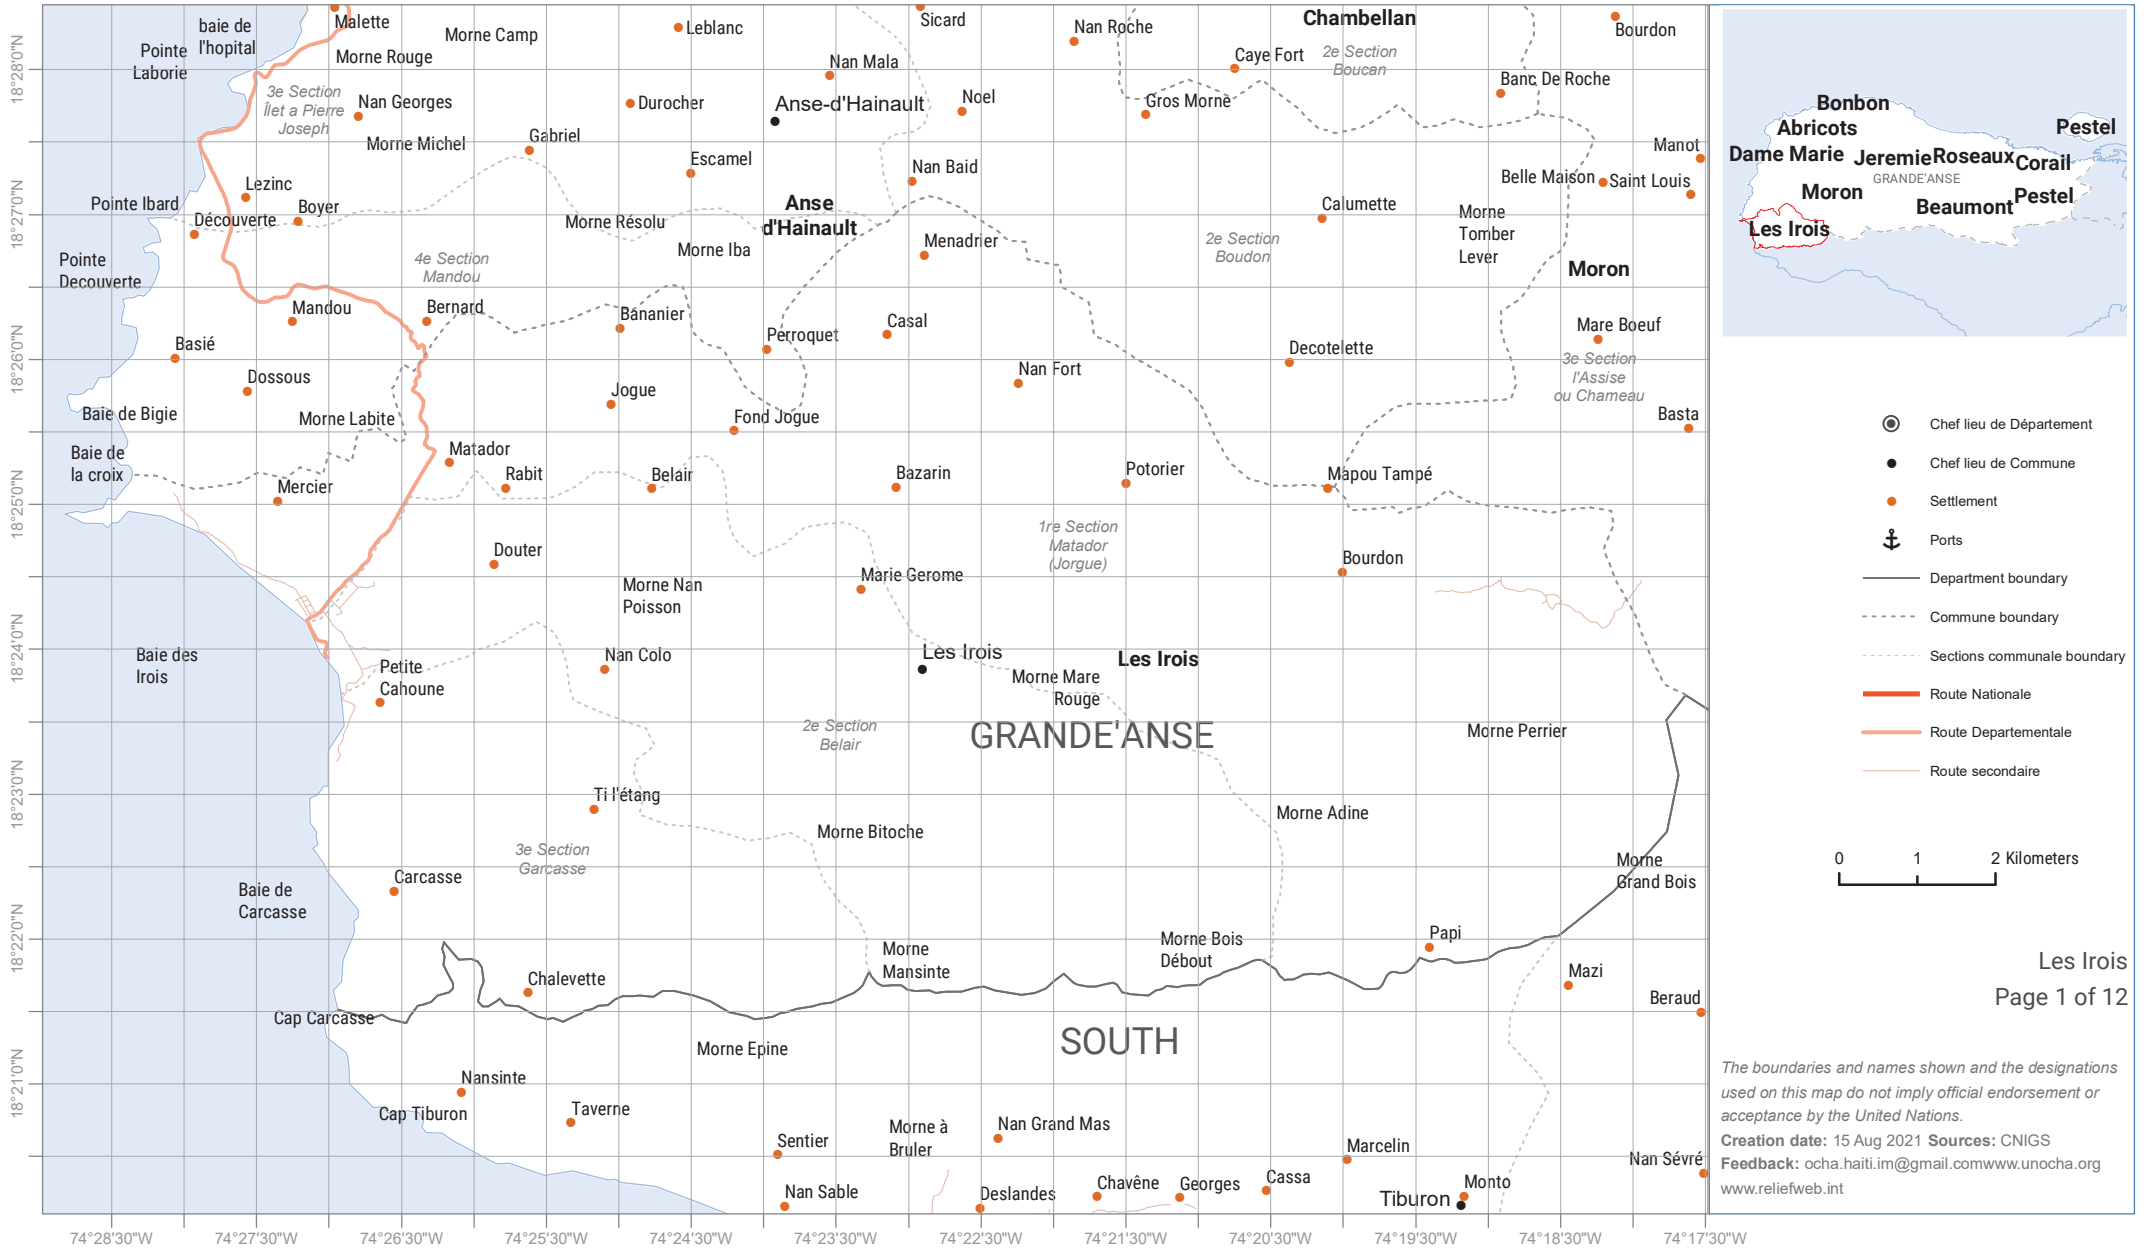 Malette
baie de
l'hopital
Pointe
Laborie
Morne Camp
Morne Rouge
Leblanc
Sicard
Nan Roche
Chambellan
2e Section
Boucan
Caye Fort
Bourdon
Nan Mala
Banc De Roche
3e Section
Îlet a Pierre
Joseph
Nan Georges
Durocher
Anse-d'Hainault
Noel
Gros Morne
Morne Michel
Gabriel
Escamel
Nan Baid
Manot
Belle Maison
Saint Louis
Lezinc
Pointe Ibard
Découverte
Boyer
Morne Résolu
Anse
d'Hainault
Morne Iba
Menadrier
Calumette
2e Section
Boudon
Morne
Tomber
Lever
Moron
Pointe
Decouverte
4e Section
Mandou
Mandou
Bernard
Bananier
Perroquet
Casal
Mare Boeuf
Basié
Decotelette
3e Section
l'Assise
ou Chameau
Dossous
Jogue
Nan Fort
Baie de Bigie
Morne Labite
Fond Jogue
Basta
Baie de
la croix
Matador
Mercier
Rabit
Belair
Bazarin
Potorier
Mapou Tampé
1re Section
Matador
(Jorgue)
Douter
Bourdon
Morne Nan
Poisson
Marie Gerome
Baie des
Irois
Petite
Cahoune
Nan Colo
Les Irois
Les Irois
Morne Mare
Rouge
2e Section
Belair
GRANDE'ANSE
Morne Perrier
Ti l'étang
Morne Adine
Morne Bitoche
3e Section
Garcasse
Morne
Grand Bois
Carcasse
Baie de
Carcasse
Morne
Mansinte
Morne Bois
Débout
Papi
Chalevette
Mazi
Beraud
Cap Carcasse
SOUTH
Morne Epine
Nansinte
Cap Tiburon
Taverne
Sentier
Morne à
Bruler
Nan Grand Mas
Marcelin
Nan Sévré
Nan Sable
Deslandes
Chavêne
Georges
Cassa
Tiburon
Monto
18°28'0"N
18°27'0"N
18°26'0"N
18°25'0"N
18°24'0"N
18°23'0"N
18°22'0"N
18°21'0"N
74°28'30"W
74°27'30"W
74°26'30"W
74°25'30"W
74°24'30"W
74°23'30"W
74°22'30"W
74°21'30"W
74°20'30"W
74°19'30"W
74°18'30"W
74°17'30"W
Bonbon
Abricots
Pestel
Dame Marie
Jeremie
Roseaux
Corail
GRANDE'ANSE
Moron
Pestel
Beaumont
Les Irois
Chef lieu de Département
Chef lieu de Commune
Settlement
Ports
Department boundary
Commune boundary
Sections communale boundary
Route Nationale
Route Departementale
Route secondaire
0 1 2 Kilometers
Les Irois
Page 1 of 12
The boundaries and names shown and the designations
used on this map do not imply official endorsement or
acceptance by the United Nations.
Creation date: 15 Aug 2021 Sources: CNIGS
Feedback: ocha.haiti.im@gmail.comwww.unocha.org
www.reliefweb.int